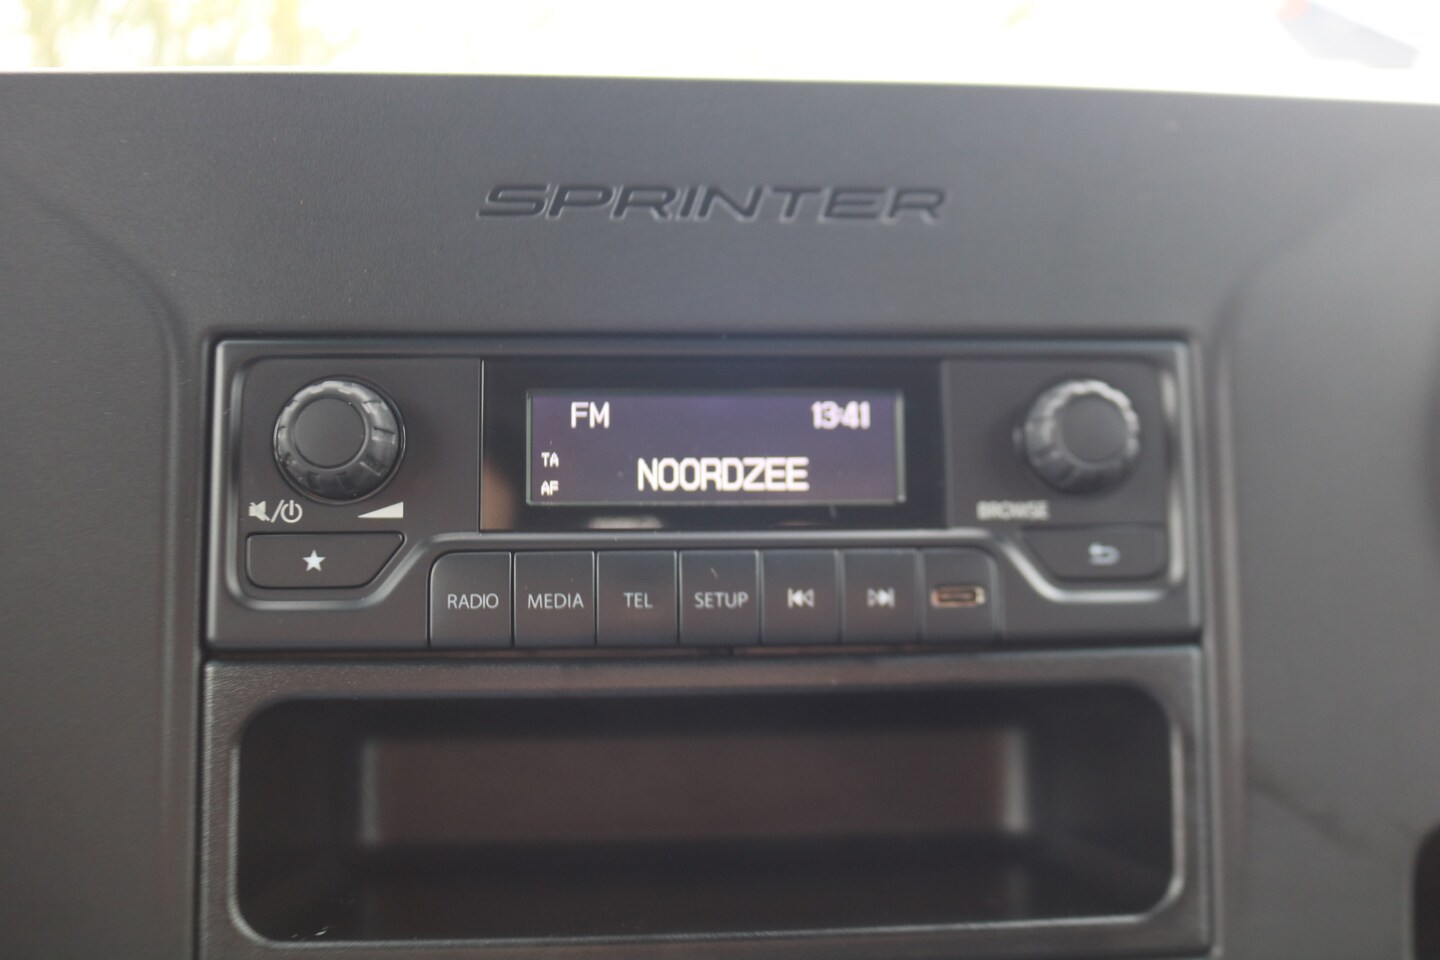 SPRINTER
FM 13:41
TA
NOORDZEE
AF
BROWSE
RADIO MEDIA TEL SETUP